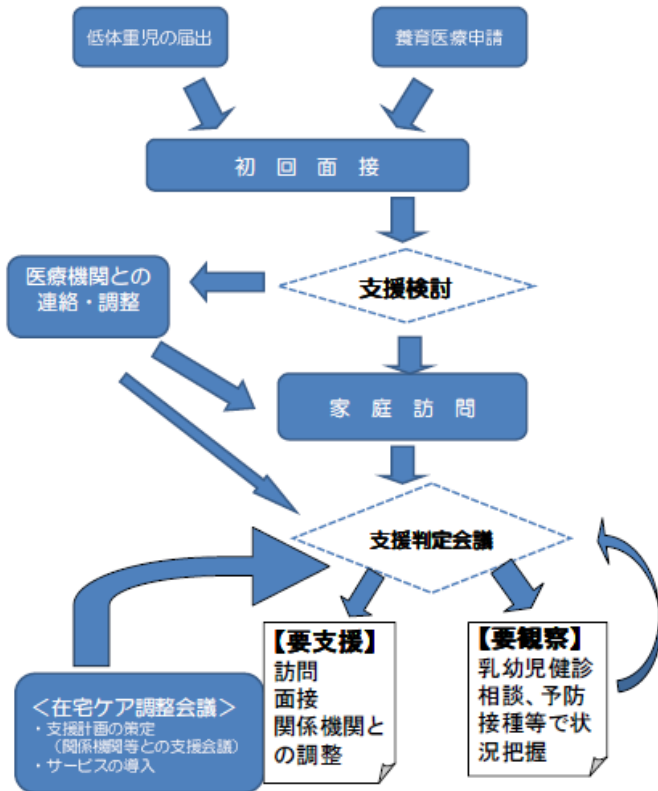 低体重児の届出
養育医療申請
初　回　面　接
支援検討
医療機関との
連絡・調整
家　庭　訪　問
支援判定会議
【要支援】
訪問
面接
関係機関と
の調整
【要観察】
乳幼児健診
相談、予防
接種等で状
況把握
＜在宅ケア調整会議＞
・支援計画の策定
（関係機関等との支援会議）
・サービスの導入